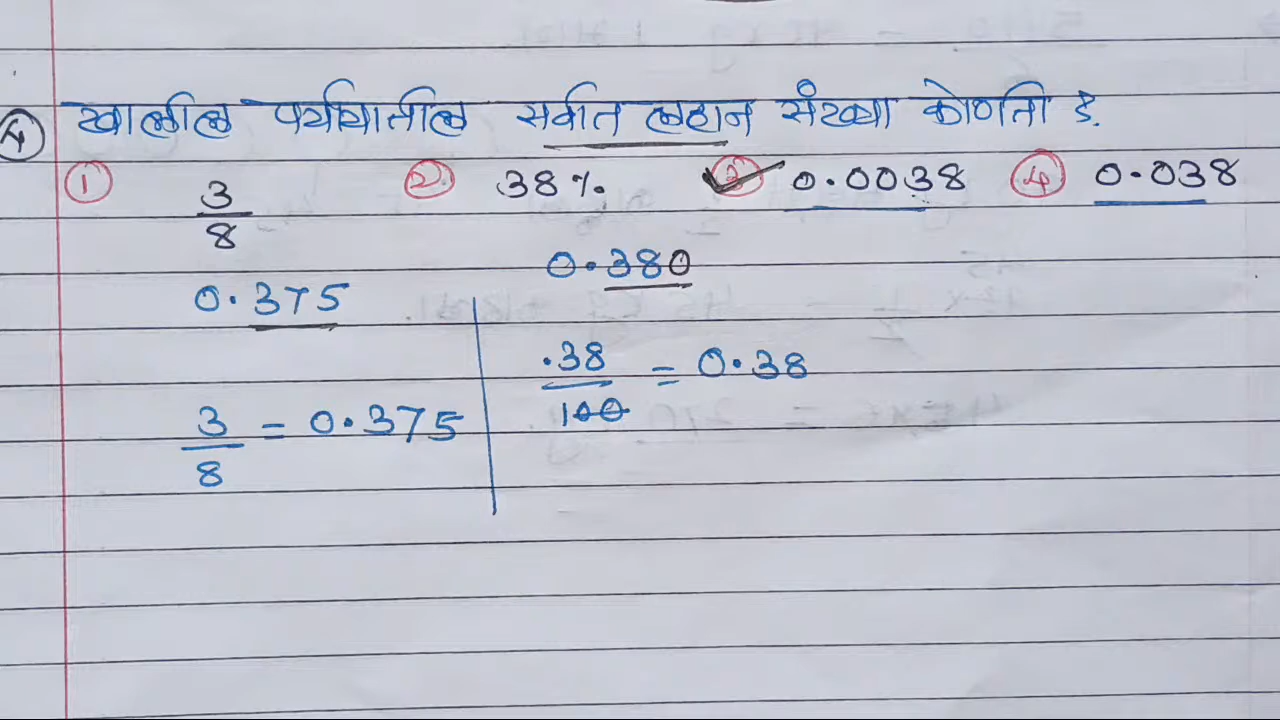 ५ खालील पर्यायातील सर्वात लहान संख्या कोणती ?.
① 3/8 ② 38%. ③ 0.0038 ④ 0.038
0.375 0.380
3/8 = 0.375 .38/100 = 0.38